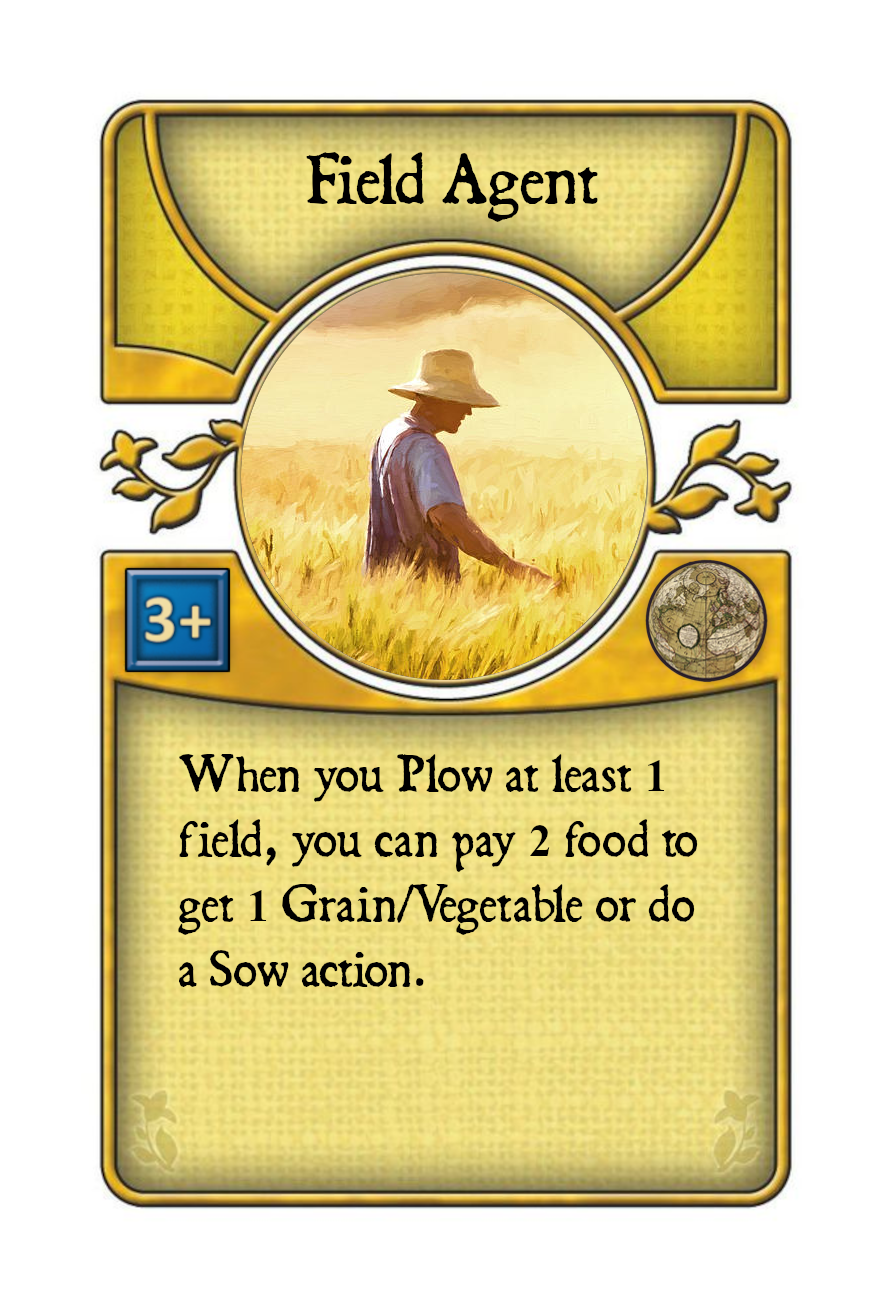 Field Agent
3+
When you Plow at least 1
field, you can pay 2 food to
get 1 Grain/Vegetable or do
a Sow action.